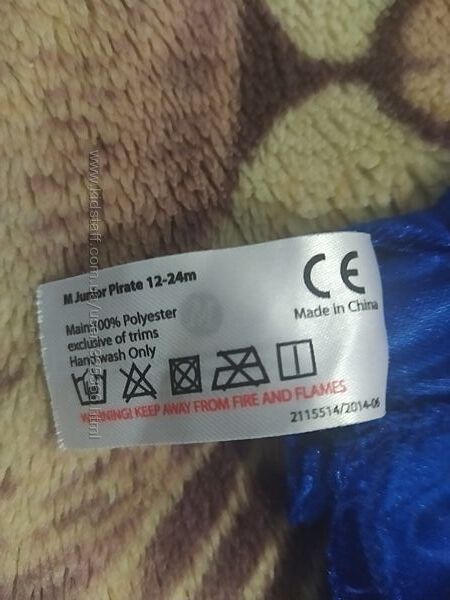 M Junior Pirate 12-24m
Main: 100% Polyester
exclusive of trims
Hand wash Only
CE
Made in China
WARNING! KEEP AWAY FROM FIRE AND FLAMES
2115514/2014-06